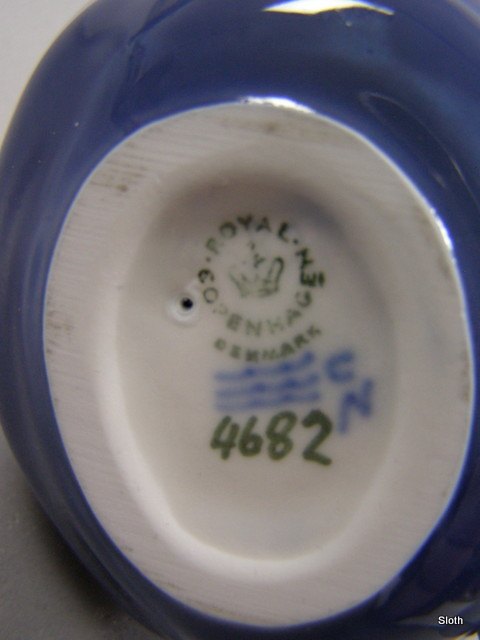 ROYAL
COPENHAGEN
DENMARK
C
N
4682
Sloth